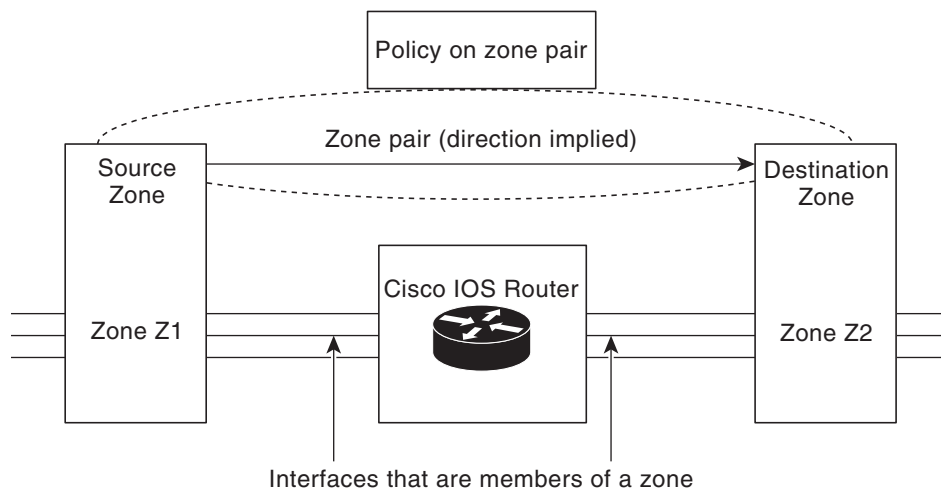 Policy on zone pair
Zone pair (direction implied)
Source
Zone
Destination
Zone
Cisco IOS Router
Zone Z1
Zone Z2
Interfaces that are members of a zone